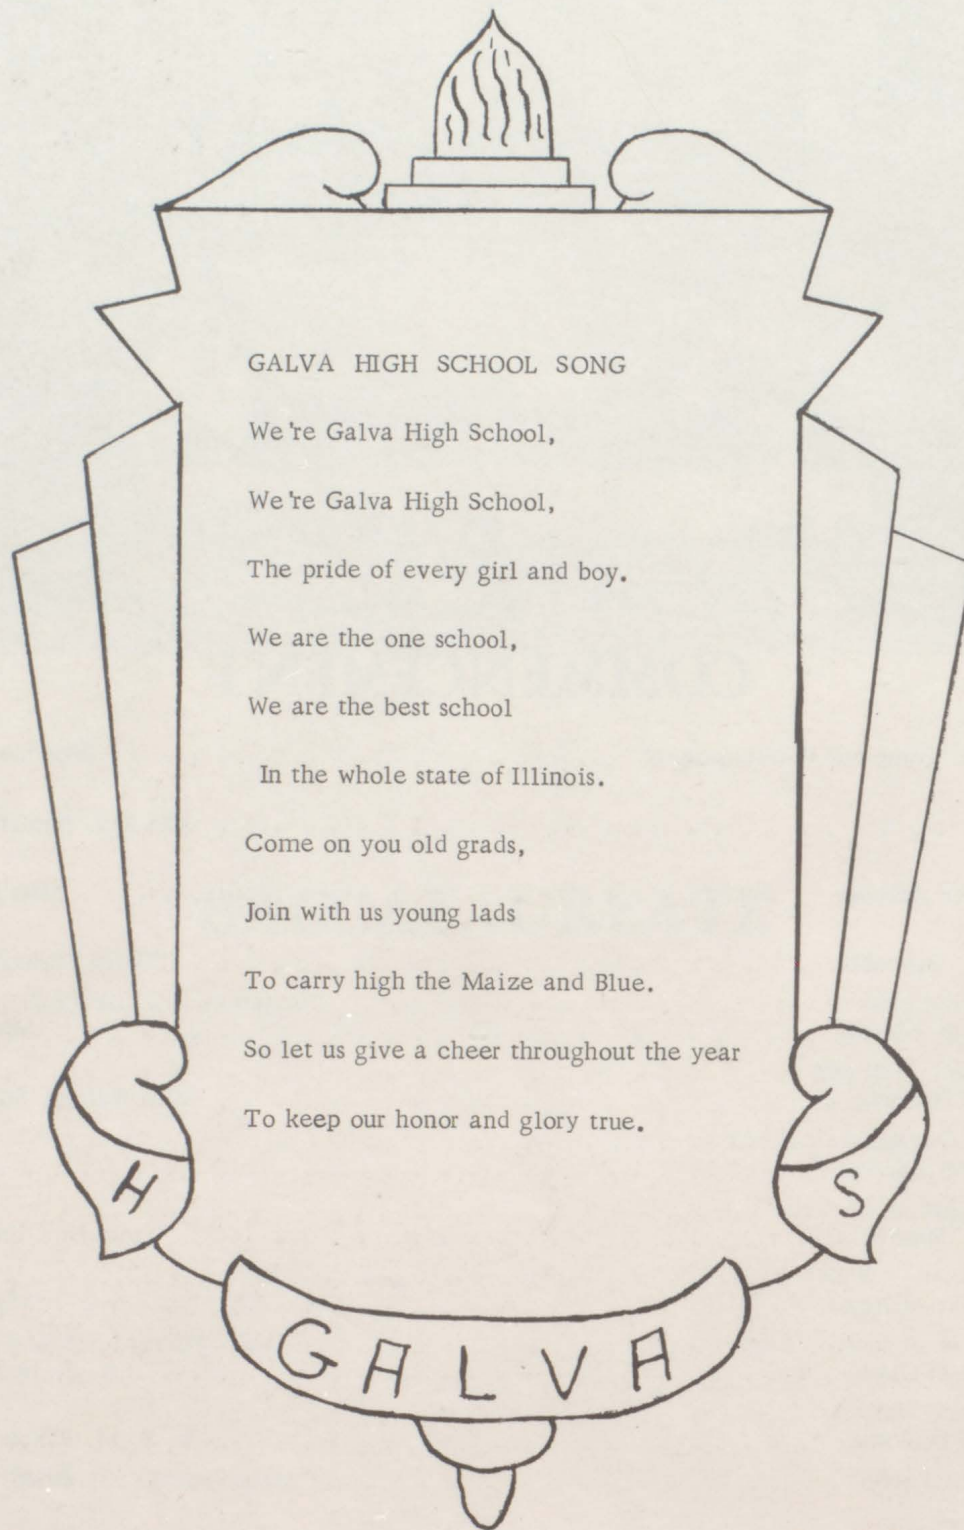 GALVA HIGH SCHOOL SONG
We're Galva High School,
We're Galva High School,
The pride of every girl and boy.
We are the one school,
We are the best school
In the whole state of Illinois.
Come on you old grads,
Join with us young lads
To carry high the Maize and Blue.
So let us give a cheer throughout the year
To keep our honor and glory true.
H
S
GALVA